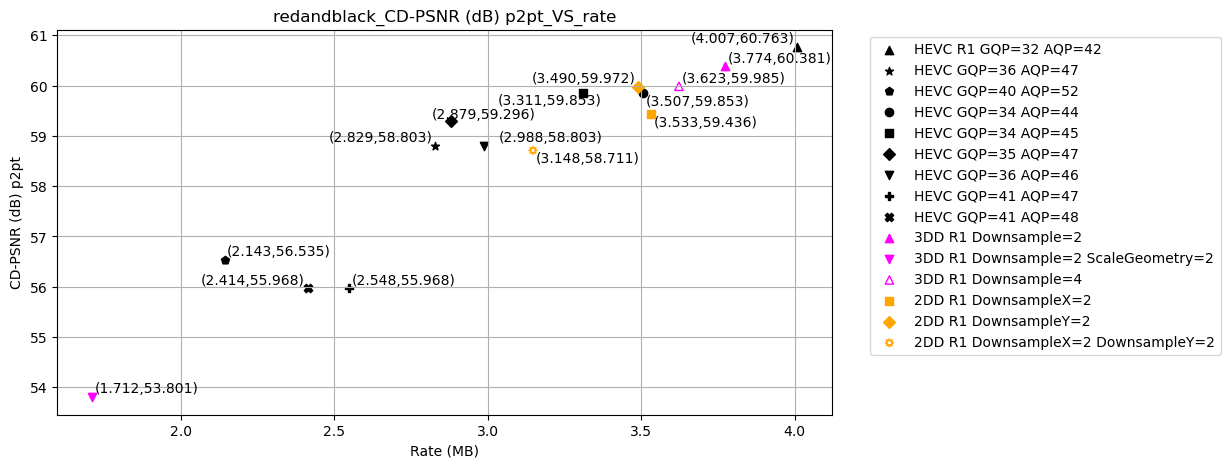 redandblack_CD-PSNR (dB) p2pt_VS_rate
CD-PSNR (dB) p2pt
61
60
59
58
57
56
55
54
(4.007,60.763)
(3.774,60.381)
(3.490,59.972)
(3.623,59.985)
(3.311,59.853)
(3.507,59.853)
(2.879,59.296)
(3.533,59.436)
(2.829,58.803)
(2.988,58.803)
(3.148,58.711)
(2.143,56.535)
(2.414,55.968)
(2.548,55.968)
(1.712,53.801)
2.0
2.5
3.0
3.5
4.0
Rate (MB)
HEVC R1 GQP=32 AQP=42
HEVC GQP=36 AQP=47
HEVC GQP=40 AQP=52
HEVC GQP=34 AQP=44
HEVC GQP=34 AQP=45
HEVC GQP=35 AQP=47
HEVC GQP=36 AQP=46
HEVC GQP=41 AQP=47
HEVC GQP=41 AQP=48
3DD R1 Downsample=2
3DD R1 Downsample=2 ScaleGeometry=2
3DD R1 Downsample=4
2DD R1 DownsampleX=2
2DD R1 DownsampleY=2
2DD R1 DownsampleX=2 DownsampleY=2